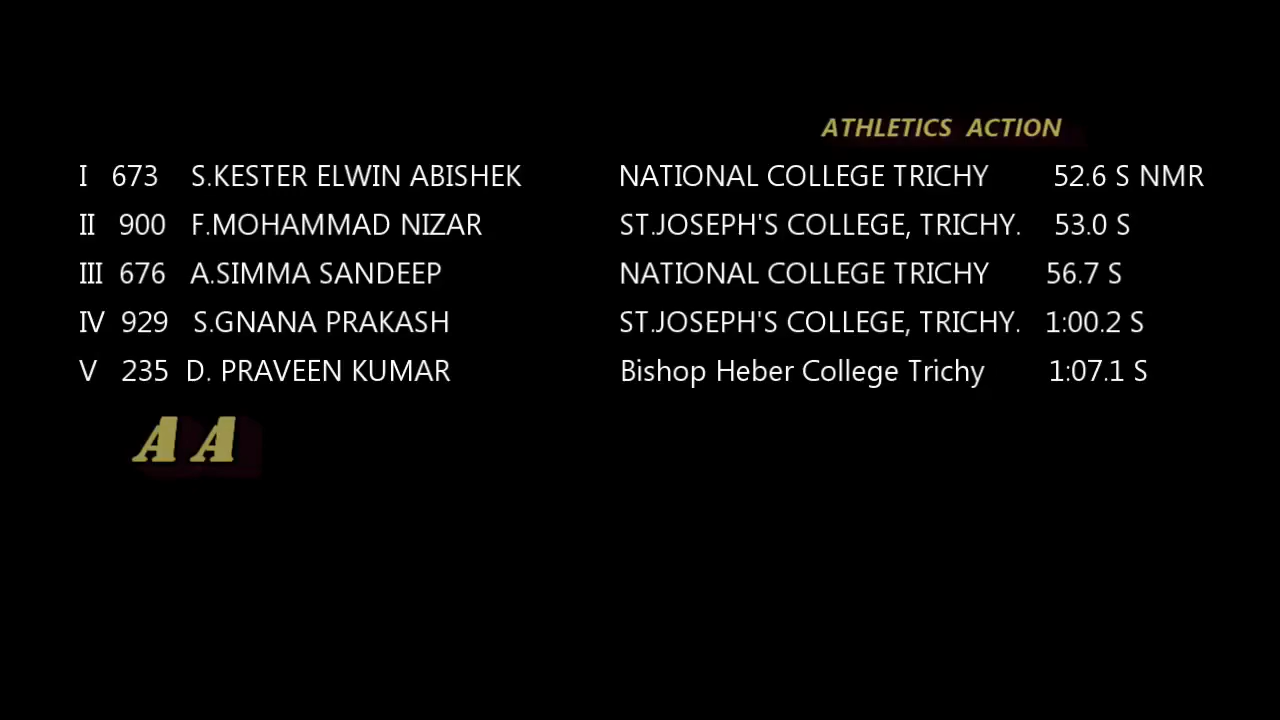 ATHLETICS ACTION
I 673 S.KESTER ELWIN ABISHEK NATIONAL COLLEGE TRICHY 52.6 S NMR
II 900 F.MOHAMMAD NIZAR ST.JOSEPH'S COLLEGE, TRICHY. 53.0 S
III 676 A.SIMMA SANDEEP NATIONAL COLLEGE TRICHY 56.7 S
IV 929 S.GNANA PRAKASH ST.JOSEPH'S COLLEGE, TRICHY. 1:00.2 S
V 235 D. PRAVEEN KUMAR Bishop Heber College Trichy 1:07.1 S
A A